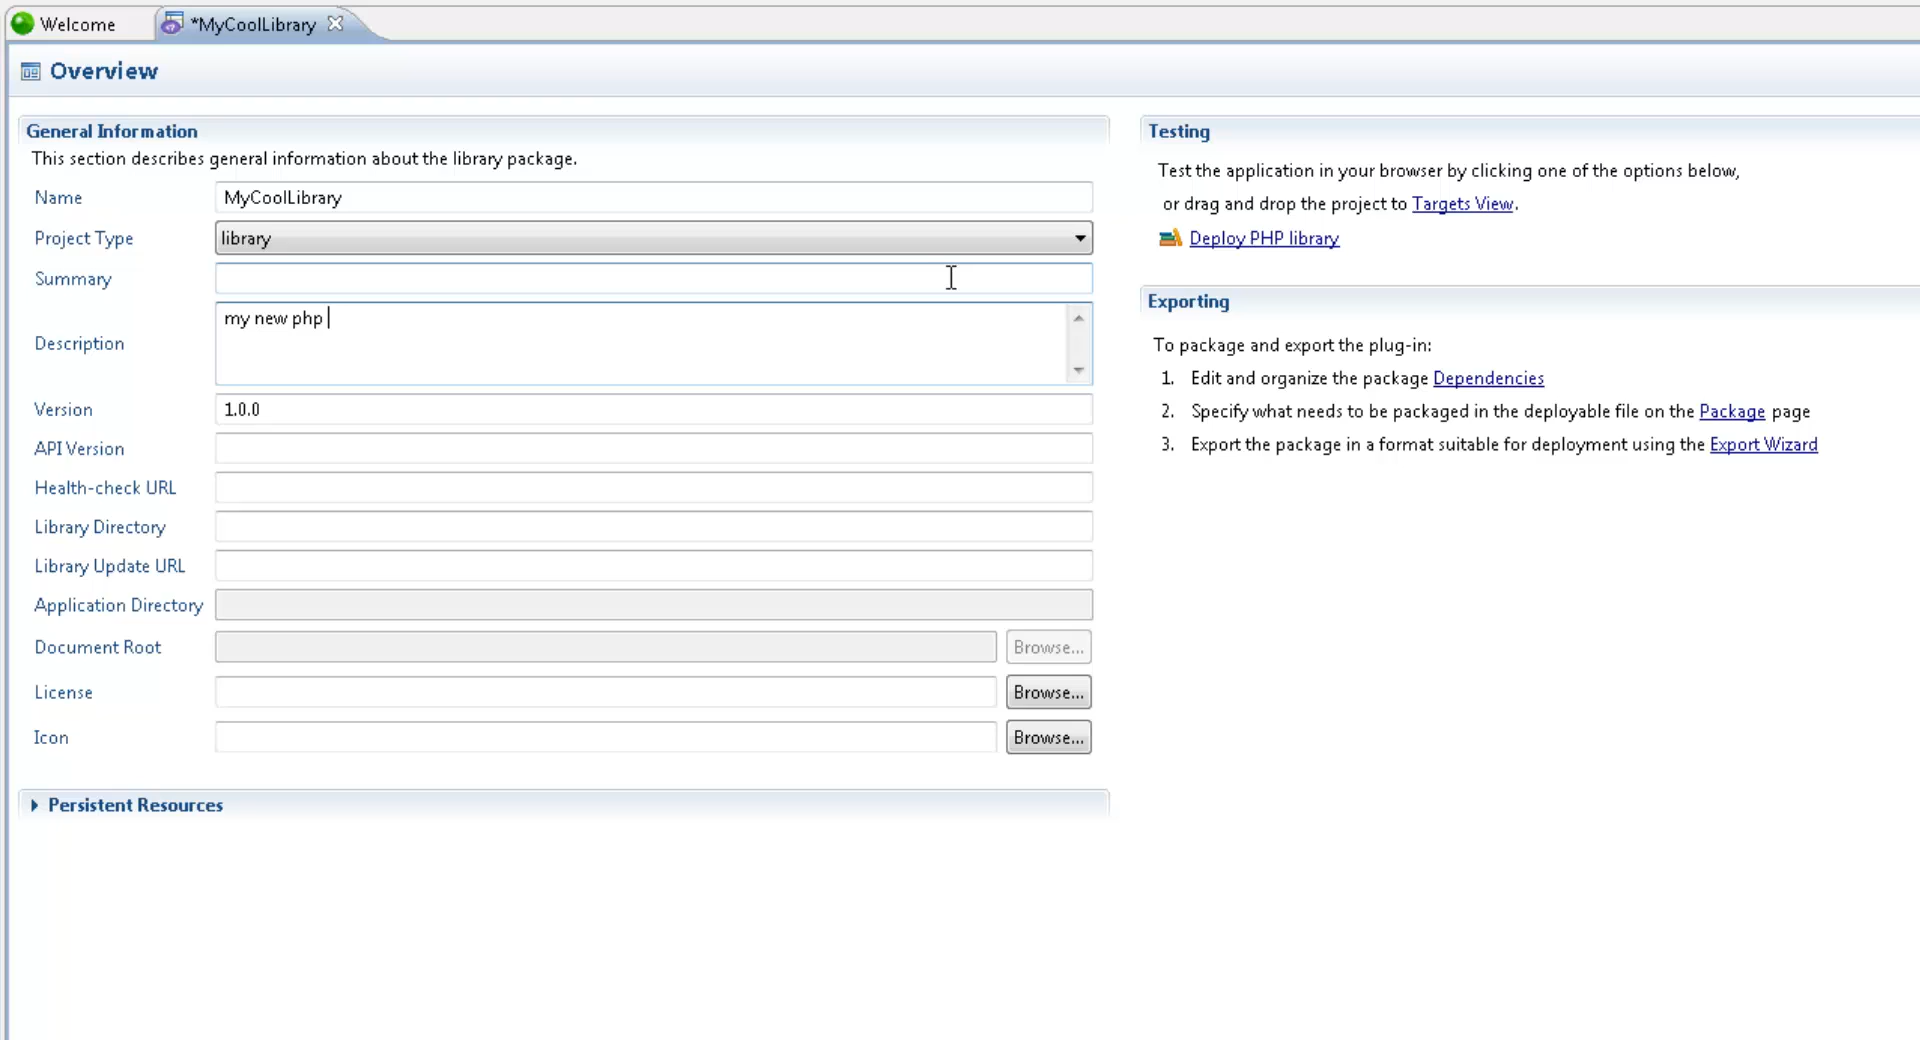 Welcome
*MyCoolLibrary
Overview
General Information
This section describes general information about the library package.
Name MyCoolLibrary
Project Type library
Summary
Description my new php
Version 1.0.0
API Version
Health-check URL
Library Directory
Library Update URL
Application Directory
Document Root Browse...
License Browse...
Icon Browse...
Persistent Resources
Testing
Test the application in your browser by clicking one of the options below,
or drag and drop the project to Targets View.
Deploy PHP library
Exporting
To package and export the plug-in:
1. Edit and organize the package Dependencies
2. Specify what needs to be packaged in the deployable file on the Package page
3. Export the package in a format suitable for deployment using the Export Wizard